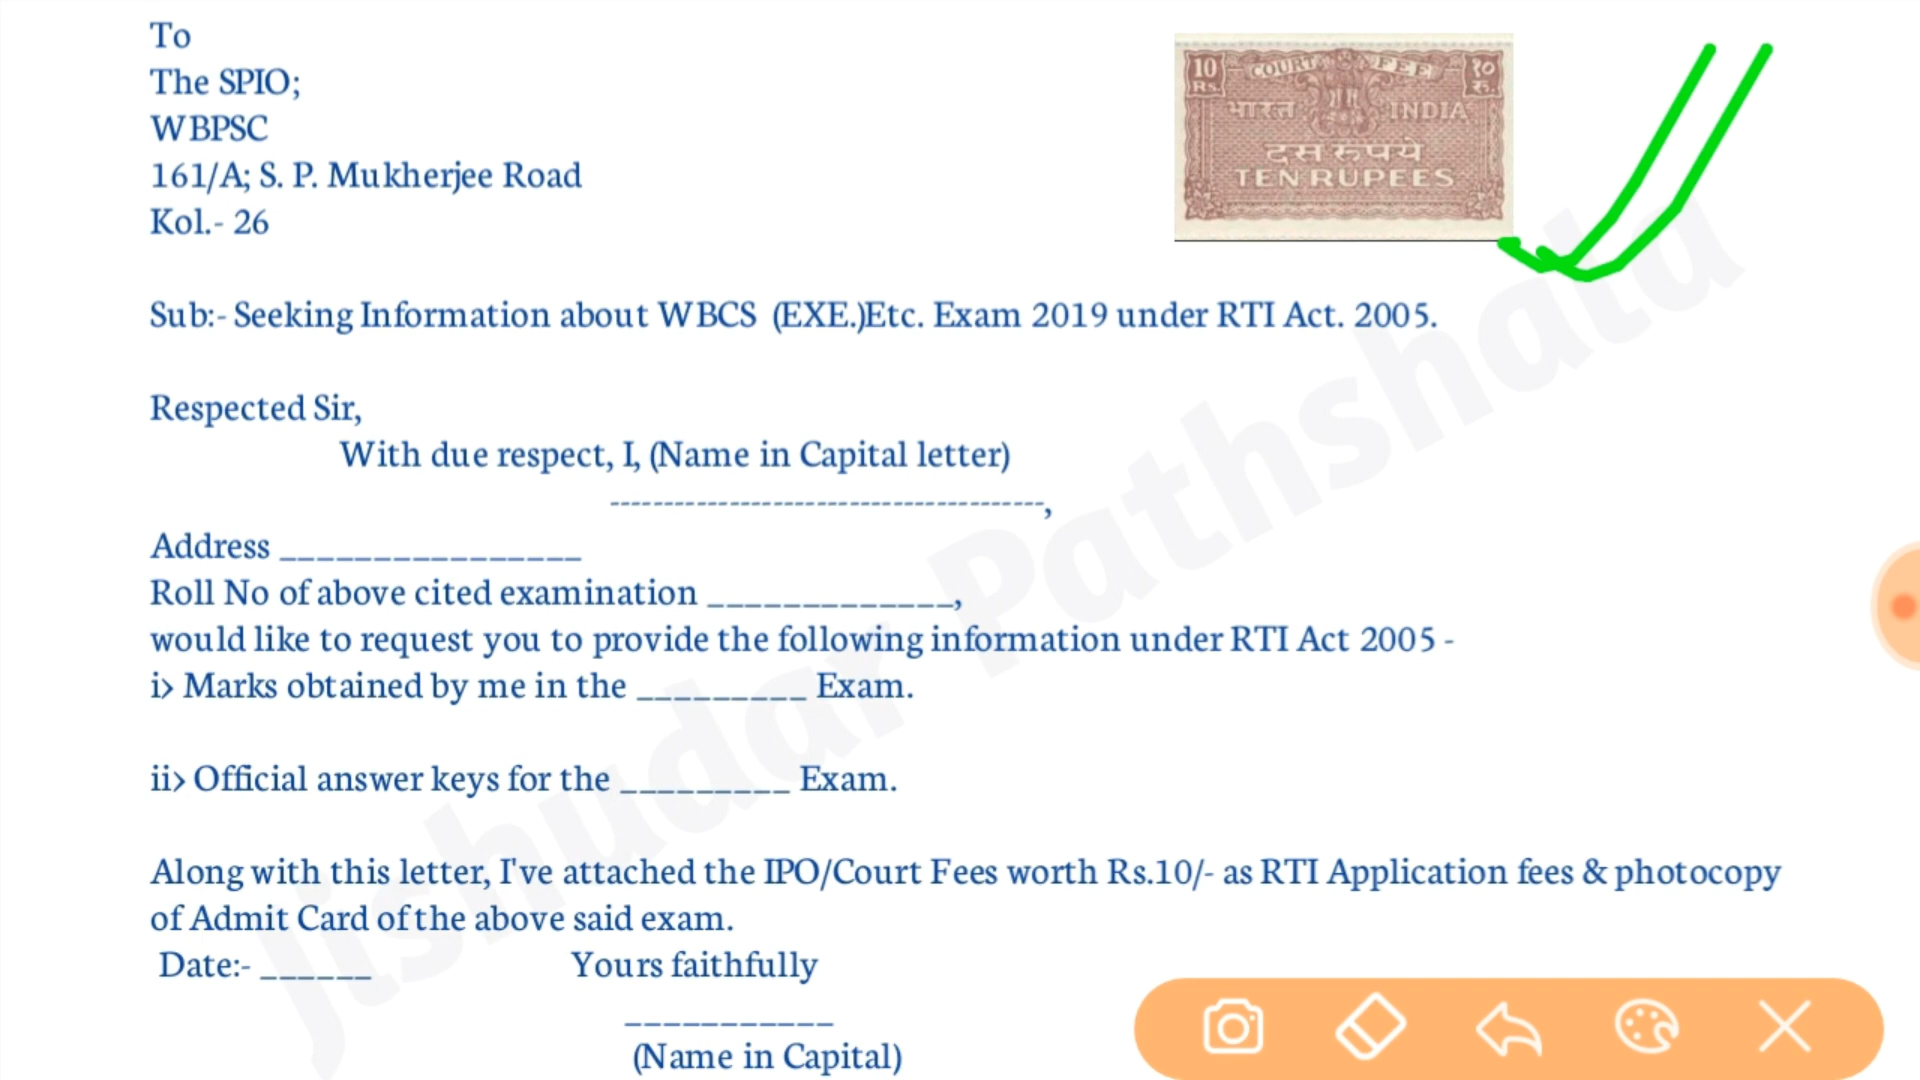 To
The SPIO;
WBPSC
161/A; S. P. Mukherjee Road
Kol.- 26
10 COURT FEE १०
Rs. रु.
भारत INDIA
दस रुपये
TEN RUPEES
Sub:- Seeking Information about WBCS (EXE.)Etc. Exam 2019 under RTI Act. 2005.
Respected Sir,
With due respect, I, (Name in Capital letter)
----------------------------------------,
Address ________________
Roll No of above cited examination _____________,
would like to request you to provide the following information under RTI Act 2005 -
i> Marks obtained by me in the _________ Exam.
ii> Official answer keys for the _________ Exam.
Along with this letter, I've attached the IPO/Court Fees worth Rs.10/- as RTI Application fees & photocopy
of Admit Card of the above said exam.
Date:- ______ Yours faithfully
___________
(Name in Capital)
Jishudar Pathshala